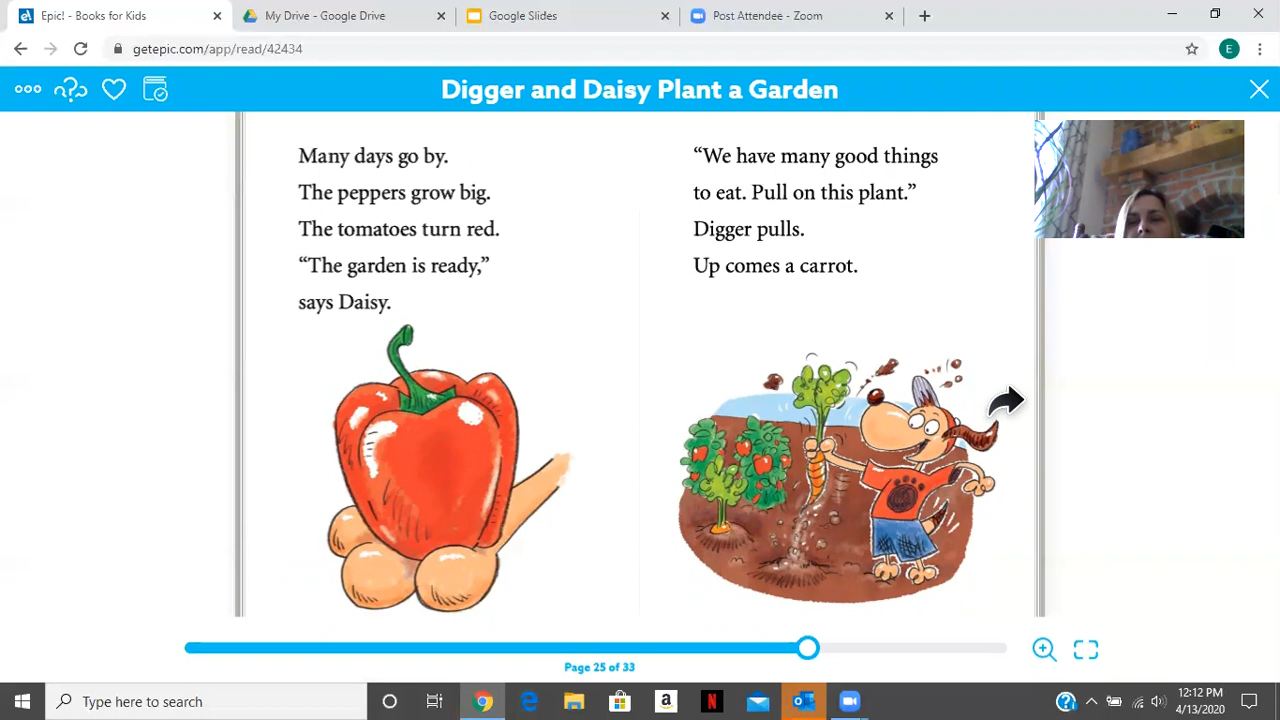 Epic! - Books for Kids
My Drive - Google Drive
Google Slides
Post Attendee - Zoom
getepic.com/app/read/42434
E
Digger and Daisy Plant a Garden
Many days go by.
The peppers grow big.
The tomatoes turn red.
“The garden is ready,”
says Daisy.
“We have many good things
to eat. Pull on this plant.”
Digger pulls.
Up comes a carrot.
Page 25 of 33
Type here to search
12:12 PM
4/13/2020